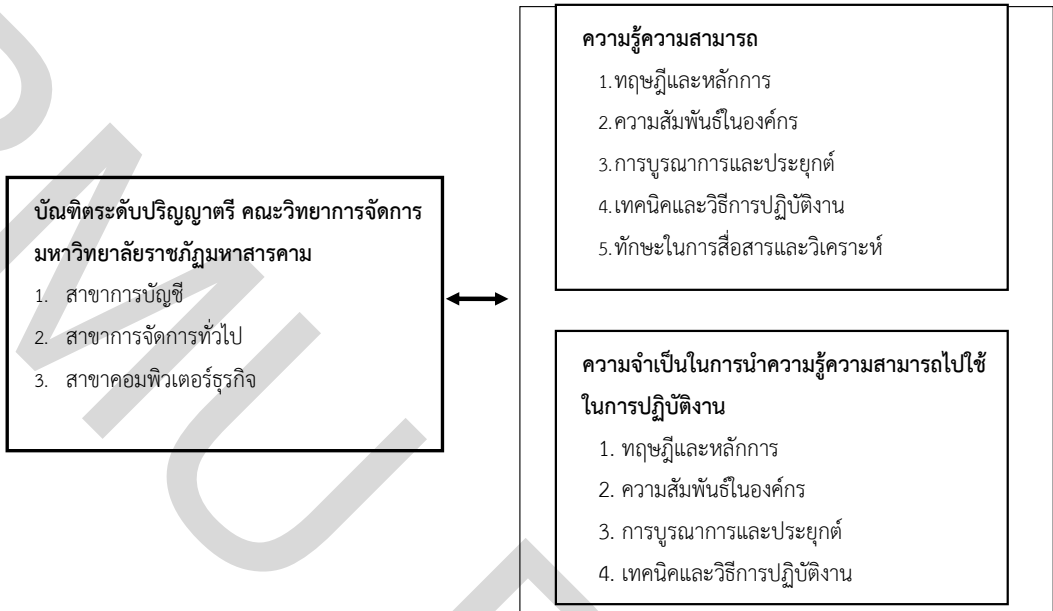 บัณฑิตระดับปริญญาตรี คณะวิทยาการจัดการ
มหาวิทยาลัยราชภัฏมหาสารคาม
1. สาขาการบัญชี
2. สาขาการจัดการทั่วไป
3. สาขาคอมพิวเตอร์ธุรกิจ
ความรู้ความสามารถ
1.ทฤษฎีและหลักการ
2.ความสัมพันธ์ในองค์กร
3.การบูรณาการและประยุกต์
4.เทคนิคและวิธีการปฏิบัติงาน
5.ทักษะในการสื่อสารและวิเคราะห์
ความจำเป็นในการนำความรู้ความสามารถไปใช้
ในการปฏิบัติงาน
1. ทฤษฎีและหลักการ
2. ความสัมพันธ์ในองค์กร
3. การบูรณาการและประยุกต์
4. เทคนิคและวิธีการปฏิบัติงาน